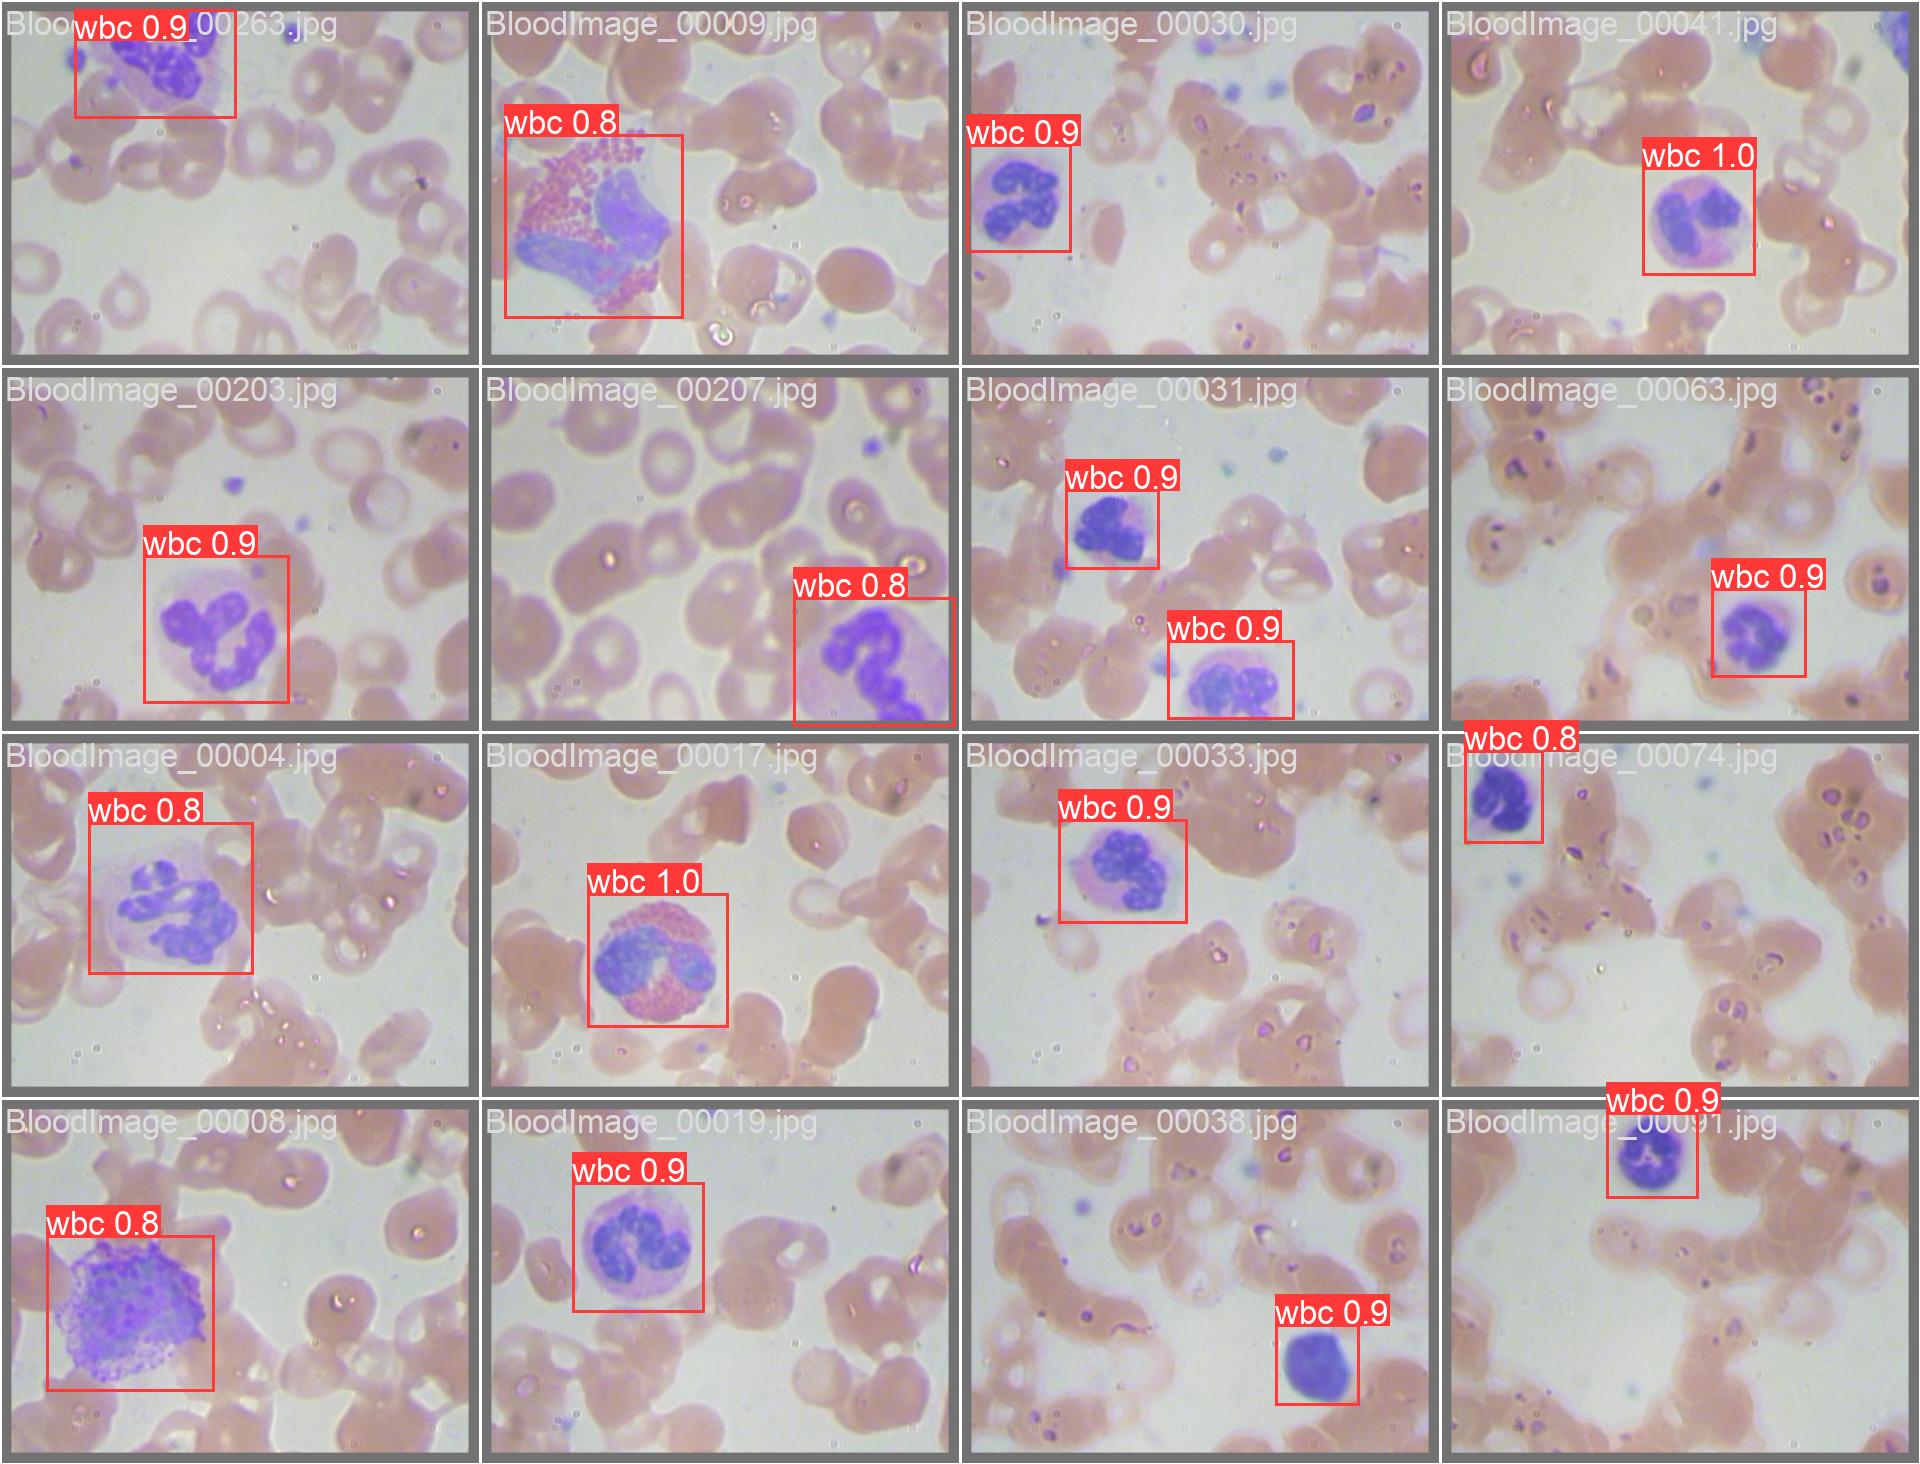 BloodImage_00263.jpg
wbc 0.9
BloodImage_00009.jpg
wbc 0.8
BloodImage_00030.jpg
wbc 0.9
BloodImage_00041.jpg
wbc 1.0
BloodImage_00203.jpg
wbc 0.9
BloodImage_00207.jpg
wbc 0.8
BloodImage_00031.jpg
wbc 0.9
wbc 0.9
BloodImage_00063.jpg
wbc 0.9
BloodImage_00004.jpg
wbc 0.8
BloodImage_00017.jpg
wbc 1.0
BloodImage_00033.jpg
wbc 0.9
wbc 0.8
BloodImage_00074.jpg
BloodImage_00008.jpg
wbc 0.8
BloodImage_00019.jpg
wbc 0.9
BloodImage_00038.jpg
wbc 0.9
wbc 0.9
BloodImage_00091.jpg